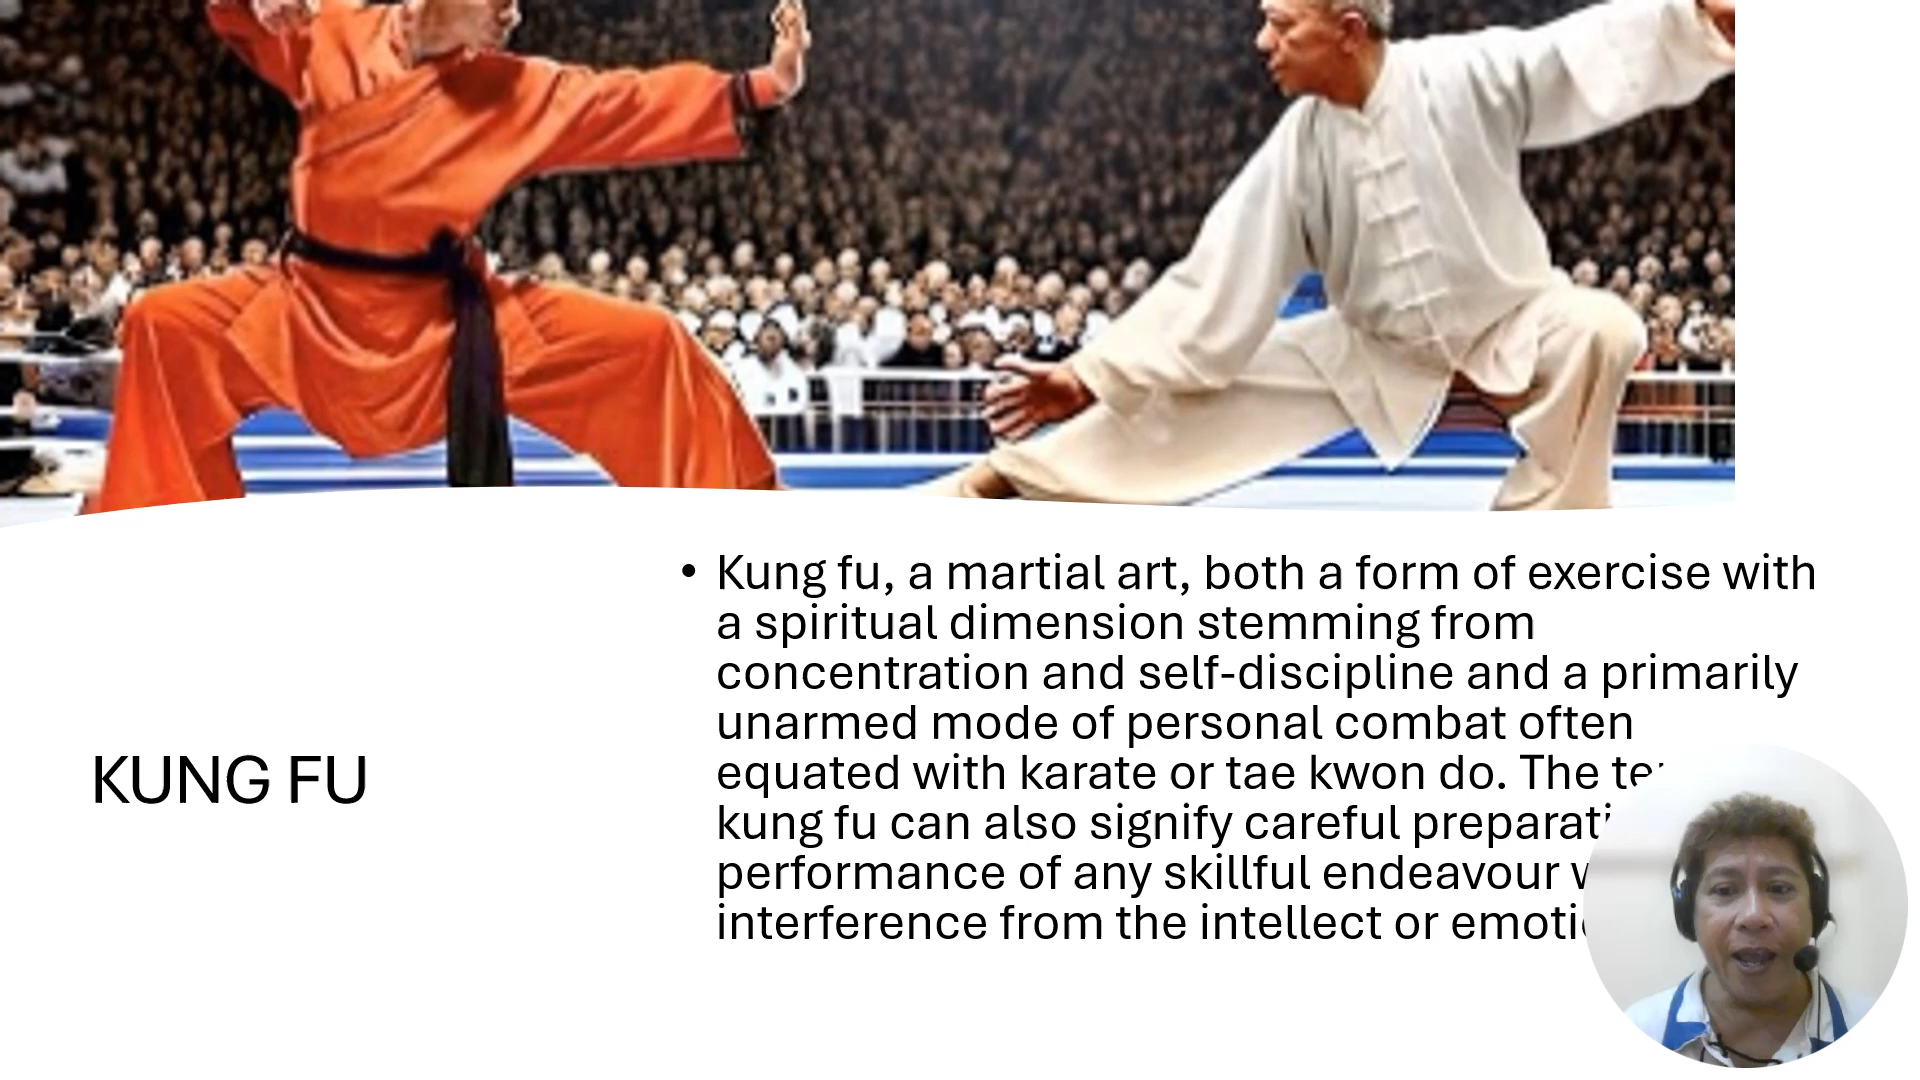 KUNG FU
• Kung fu, a martial art, both a form of exercise with
a spiritual dimension stemming from
concentration and self-discipline and a primarily
unarmed mode of personal combat often
equated with karate or tae kwon do. The
kung fu can also signify careful
performance of any skillful endeavour
interference from the intellect or